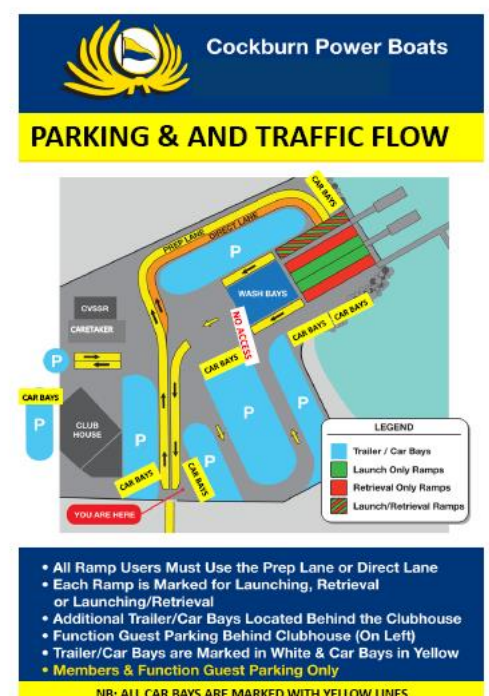 Cockburn Power Boats
PARKING & AND TRAFFIC FLOW
CAR BAYS
PREP LANE
DIRECT LANE
P
WASH BAYS
CVSSR
CARETAKER
NO ACCESS
CAR BAYS
CAR BAYS
P
CAR BAYS
CAR BAYS
P
CLUB
HOUSE
P
P
P
P
CAR BAYS
CAR BAYS
YOU ARE HERE
LEGEND
Trailer / Car Bays
Launch Only Ramps
Retrieval Only Ramps
Launch/Retrieval Ramps
• All Ramp Users Must Use the Prep Lane or Direct Lane
• Each Ramp is Marked for Launching, Retrieval
or Launching/Retrieval
• Additional Trailer/Car Bays Located Behind the Clubhouse
• Function Guest Parking Behind Clubhouse (On Left)
• Trailer/Car Bays are Marked in White & Car Bays in Yellow
• Members & Function Guest Parking Only
NB: ALL CAR BAYS ARE MARKED WITH YELLOW LINES